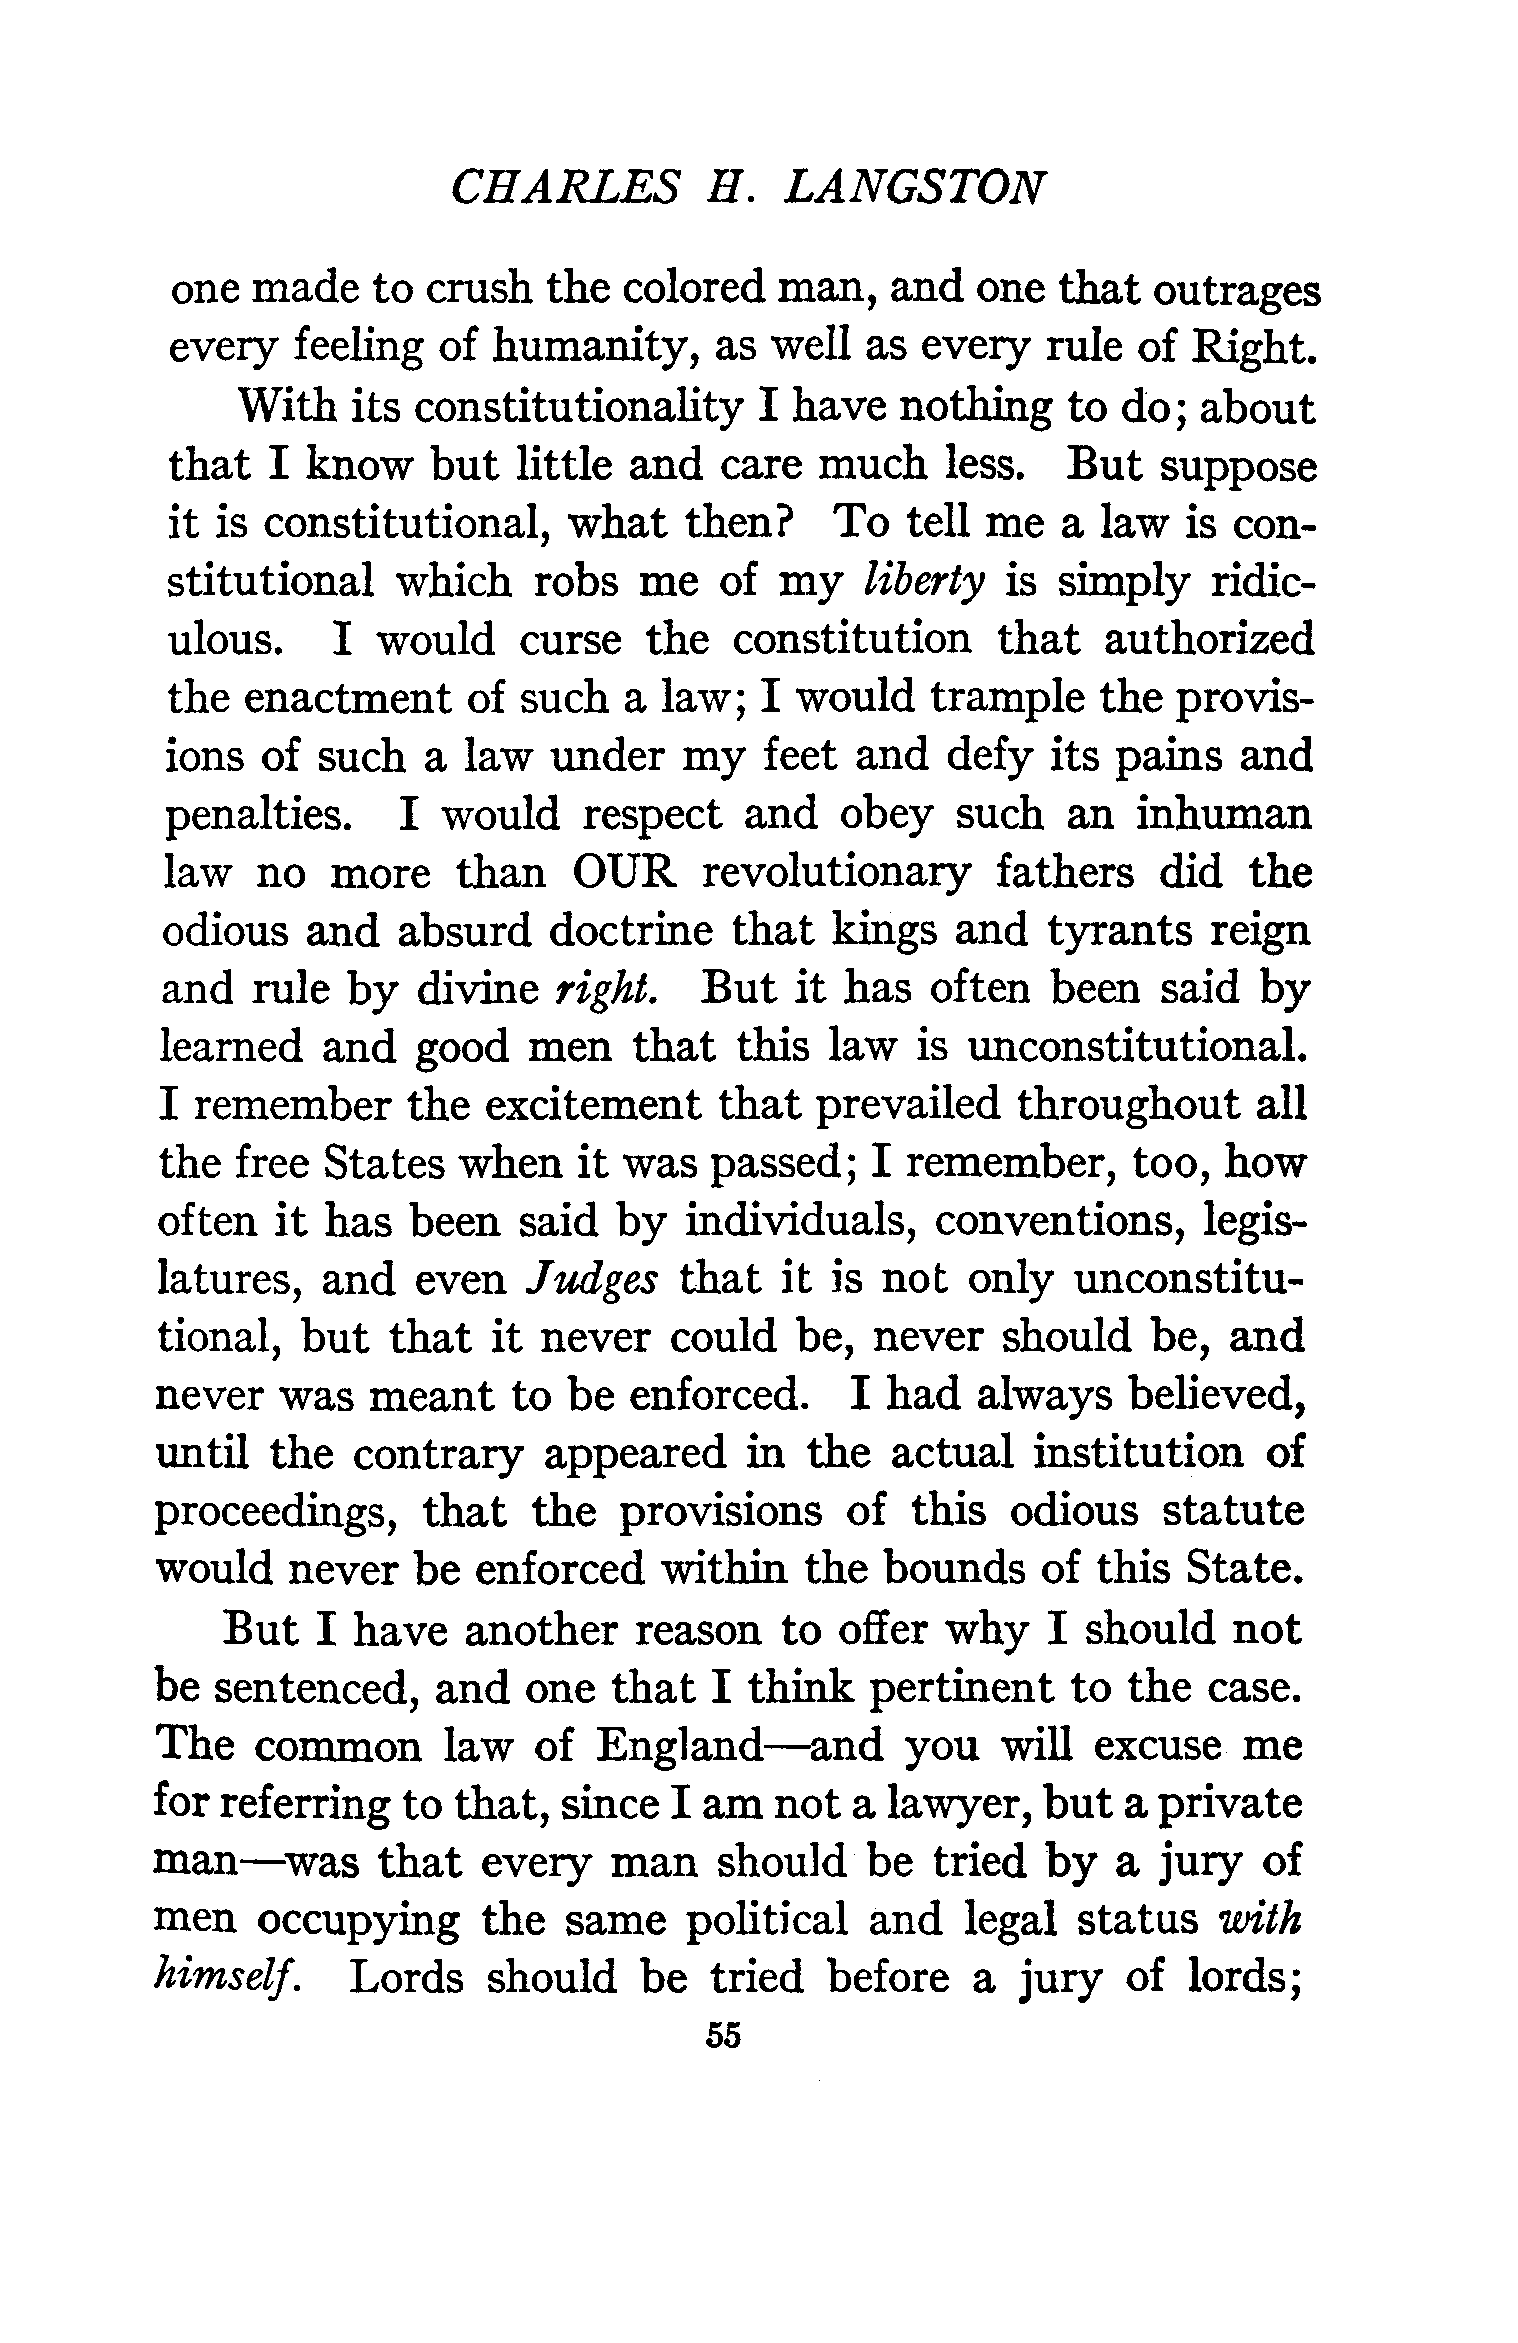 CHARLES H. LANGSTON
one made to crush the colored man, and one that outrages
every feeling of humanity, as well as every rule of Right.
With its constitutionality I have nothing to do; about
that I know but little and care much less. But suppose
it is constitutional, what then? To tell me a law is con-
stitutional which robs me of my liberty is simply ridic-
ulous. I would curse the constitution that authorized
the enactment of such a law; I would trample the provis-
ions of such a law under my feet and defy its pains and
penalties. I would respect and obey such an inhuman
law no more than OUR revolutionary fathers did the
odious and absurd doctrine that kings and tyrants reign
and rule by divine right. But it has often been said by
learned and good men that this law is unconstitutional.
I remember the excitement that prevailed throughout all
the free States when it was passed; I remember, too, how
often it has been said by individuals, conventions, legis-
latures, and even Judges that it is not only unconstitu-
tional, but that it never could be, never should be, and
never was meant to be enforced. I had always believed,
until the contrary appeared in the actual institution of
proceedings, that the provisions of this odious statute
would never be enforced within the bounds of this State.
But I have another reason to offer why I should not
be sentenced, and one that I think pertinent to the case.
The common law of England—and you will excuse me
for referring to that, since I am not a lawyer, but a private
man—was that every man should be tried by a jury of
men occupying the same political and legal status with
himself. Lords should be tried before a jury of lords;
55